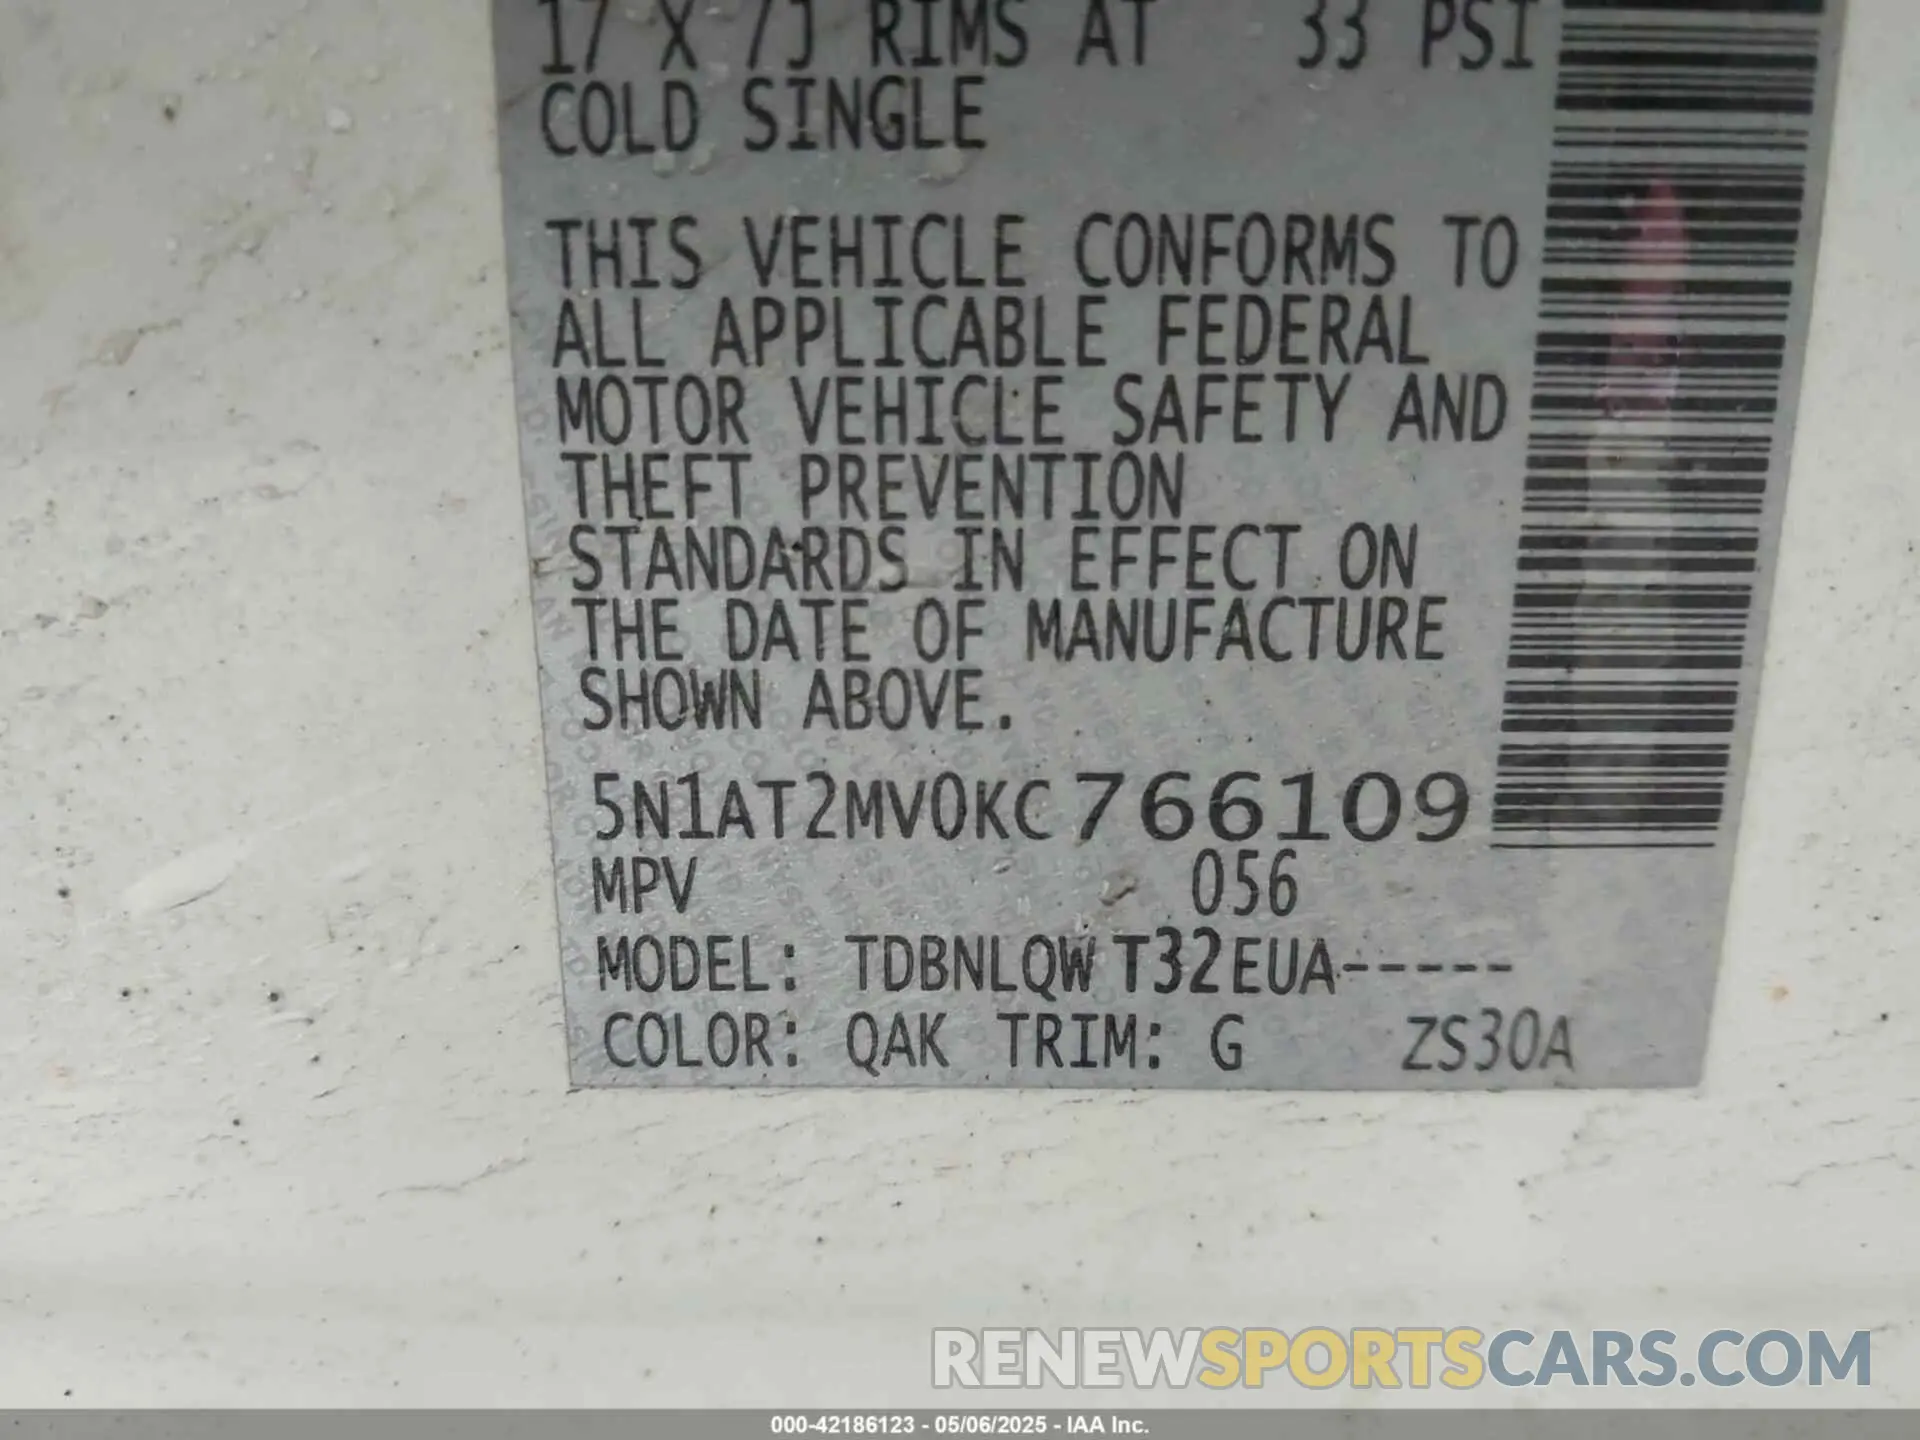 17 X 7J RIMS AT 33 PSI
COLD SINGLE
THIS VEHICLE CONFORMS TO
ALL APPLICABLE FEDERAL
MOTOR VEHICLE SAFETY AND
THEFT PREVENTION
STANDARDS IN EFFECT ON
THE DATE OF MANUFACTURE
SHOWN ABOVE.
5N1AT2MV0KC766109
MPV 056
MODEL: TDBNLQW T32EUA-----
COLOR: QAK TRIM: G ZS30A
RENEWSPORTSCARS.COM
000-42186123 - 05/06/2025 - IAA Inc.